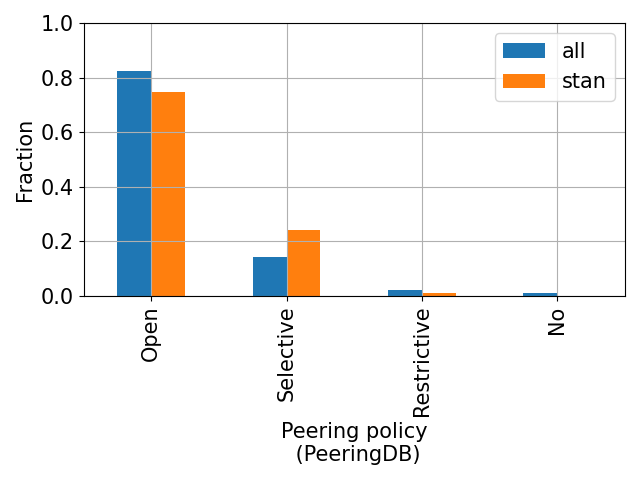 1.0
0.8
0.6
0.4
0.2
0.0
Fraction
all
stan
Open
Selective
Restrictive
No
Peering policy
(PeeringDB)